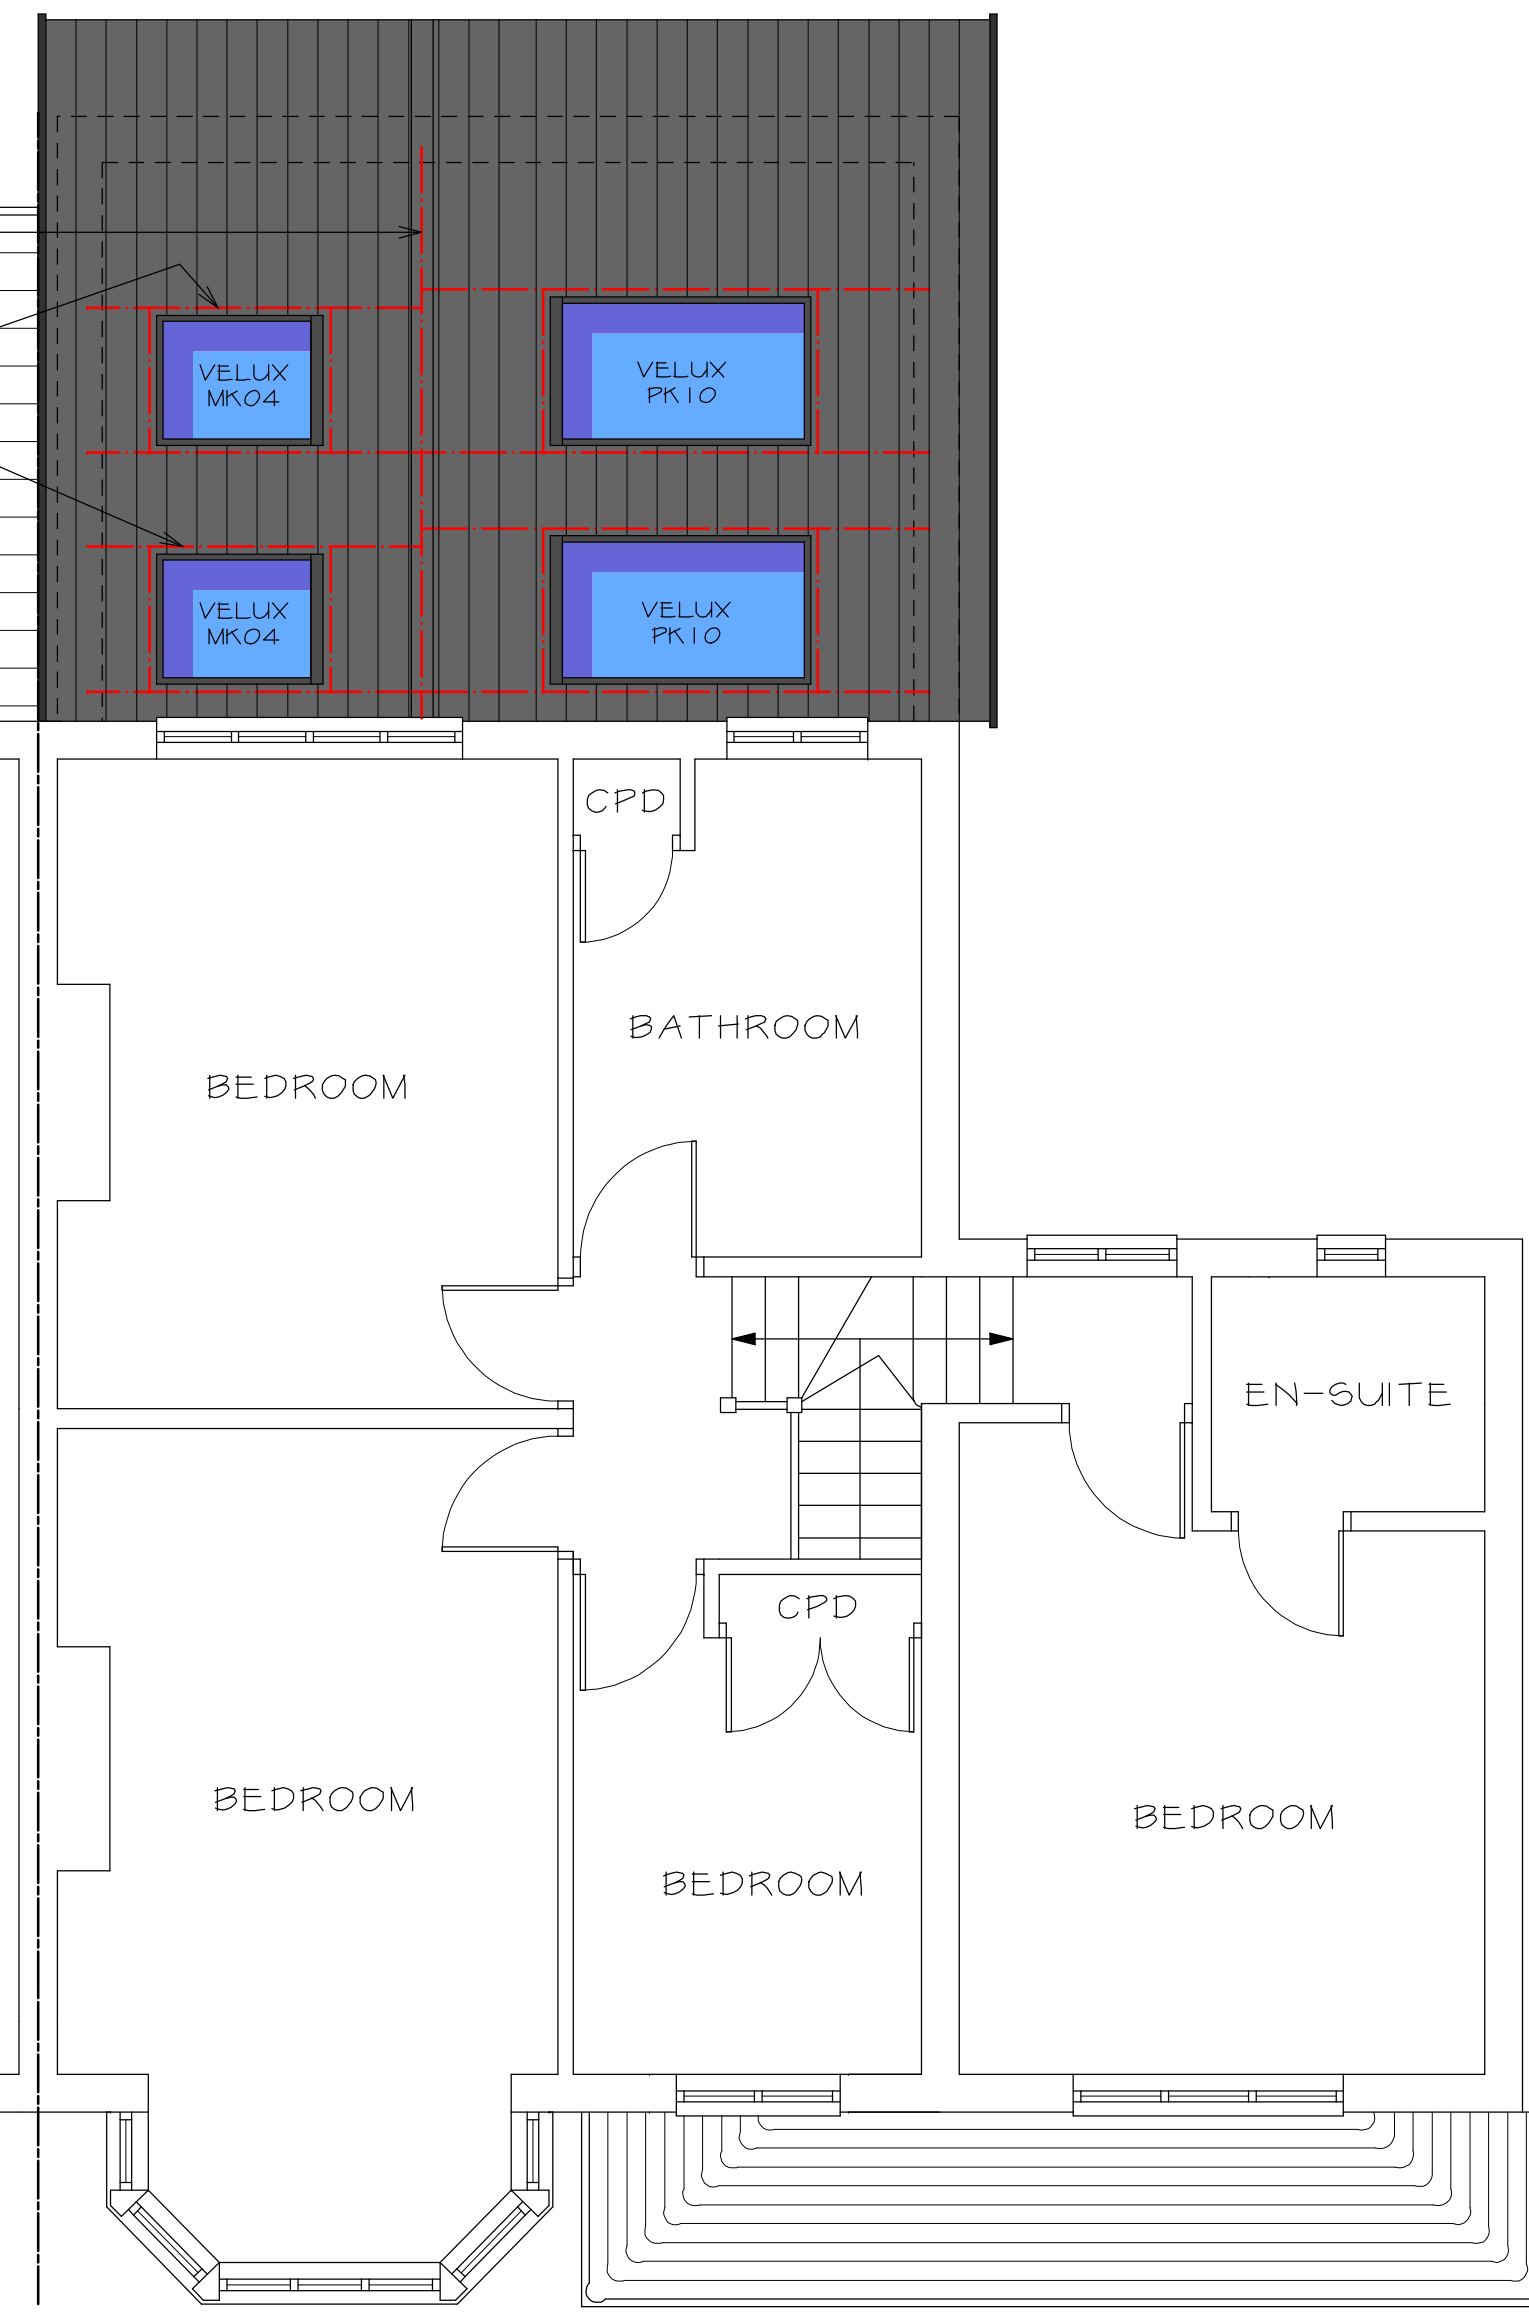 VELUX
MK04
VELUX
PK10
VELUX
MK04
VELUX
PK10
CPD
BATHROOM
BEDROOM
EN-SUITE
CPD
BEDROOM
BEDROOM
BEDROOM